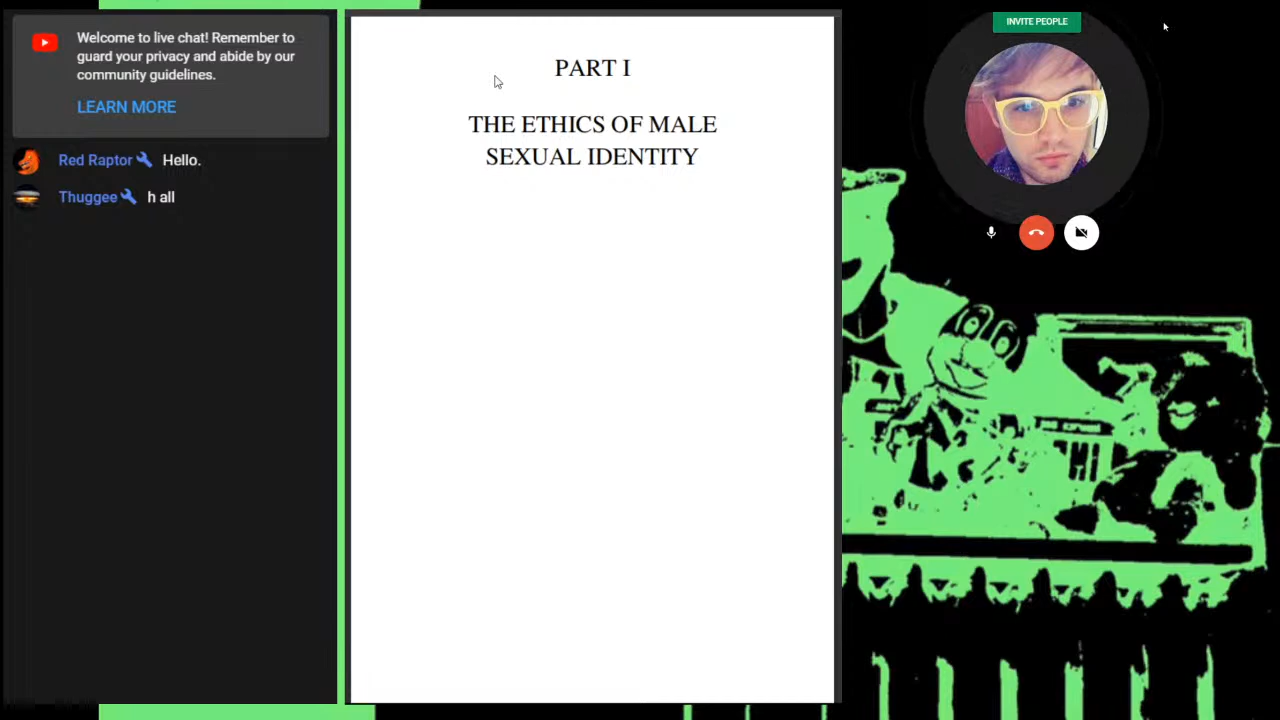 Welcome to live chat! Remember to
guard your privacy and abide by our
community guidelines.
LEARN MORE
Red Raptor Hello.
Thuggee h all
PART I
THE ETHICS OF MALE
SEXUAL IDENTITY
INVITE PEOPLE